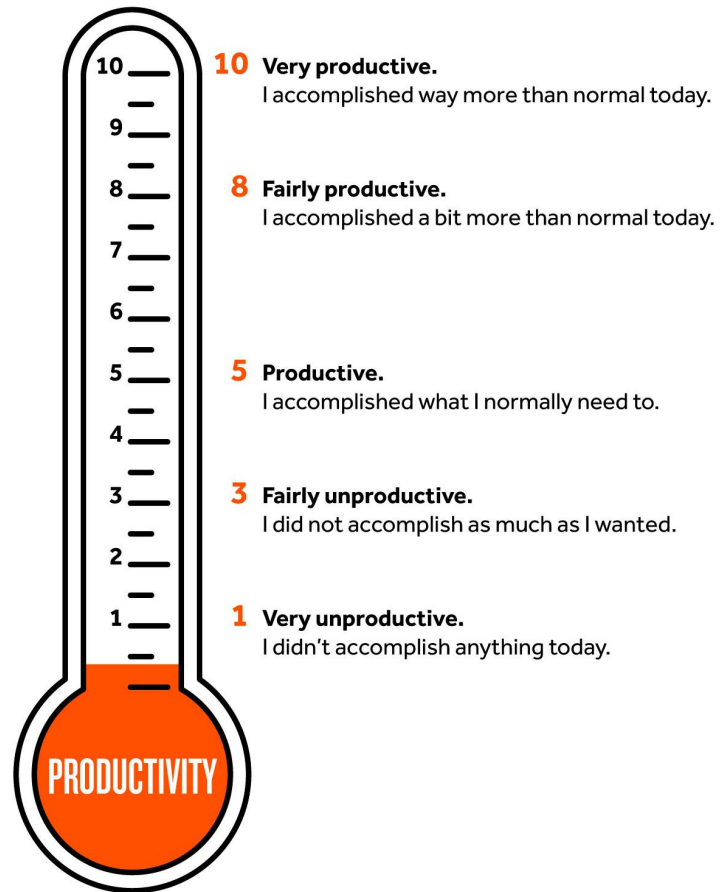 10
9
8
7
6
5
4
3
2
1
PRODUCTIVITY
10 Very productive.
I accomplished way more than normal today.
8 Fairly productive.
I accomplished a bit more than normal today.
5 Productive.
I accomplished what I normally need to.
3 Fairly unproductive.
I did not accomplish as much as I wanted.
1 Very unproductive.
I didn’t accomplish anything today.